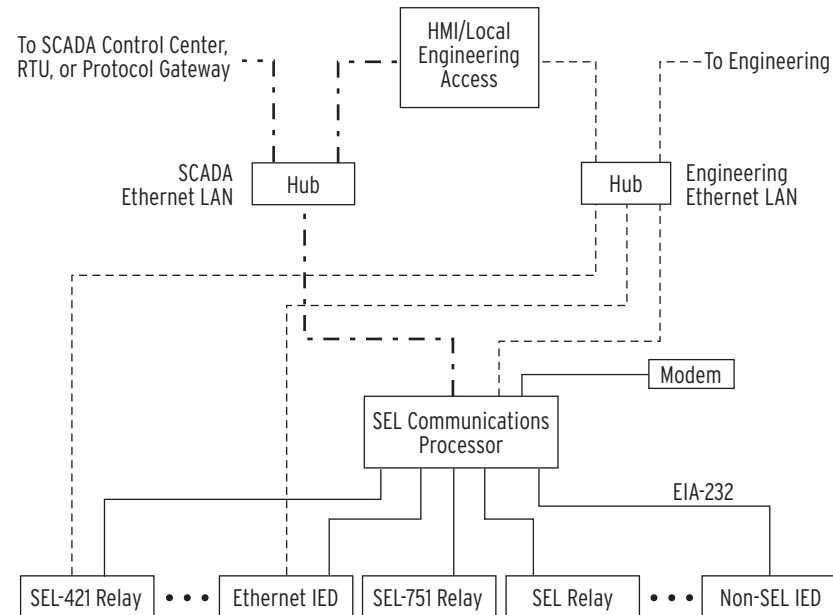 To SCADA Control Center,
RTU, or Protocol Gateway
HMI/Local
Engineering
Access
To Engineering
SCADA
Ethernet LAN
Hub
Hub
Engineering
Ethernet LAN
Modem
SEL Communications
Processor
EIA-232
SEL-421 Relay
Ethernet IED
SEL-751 Relay
SEL Relay
Non-SEL IED